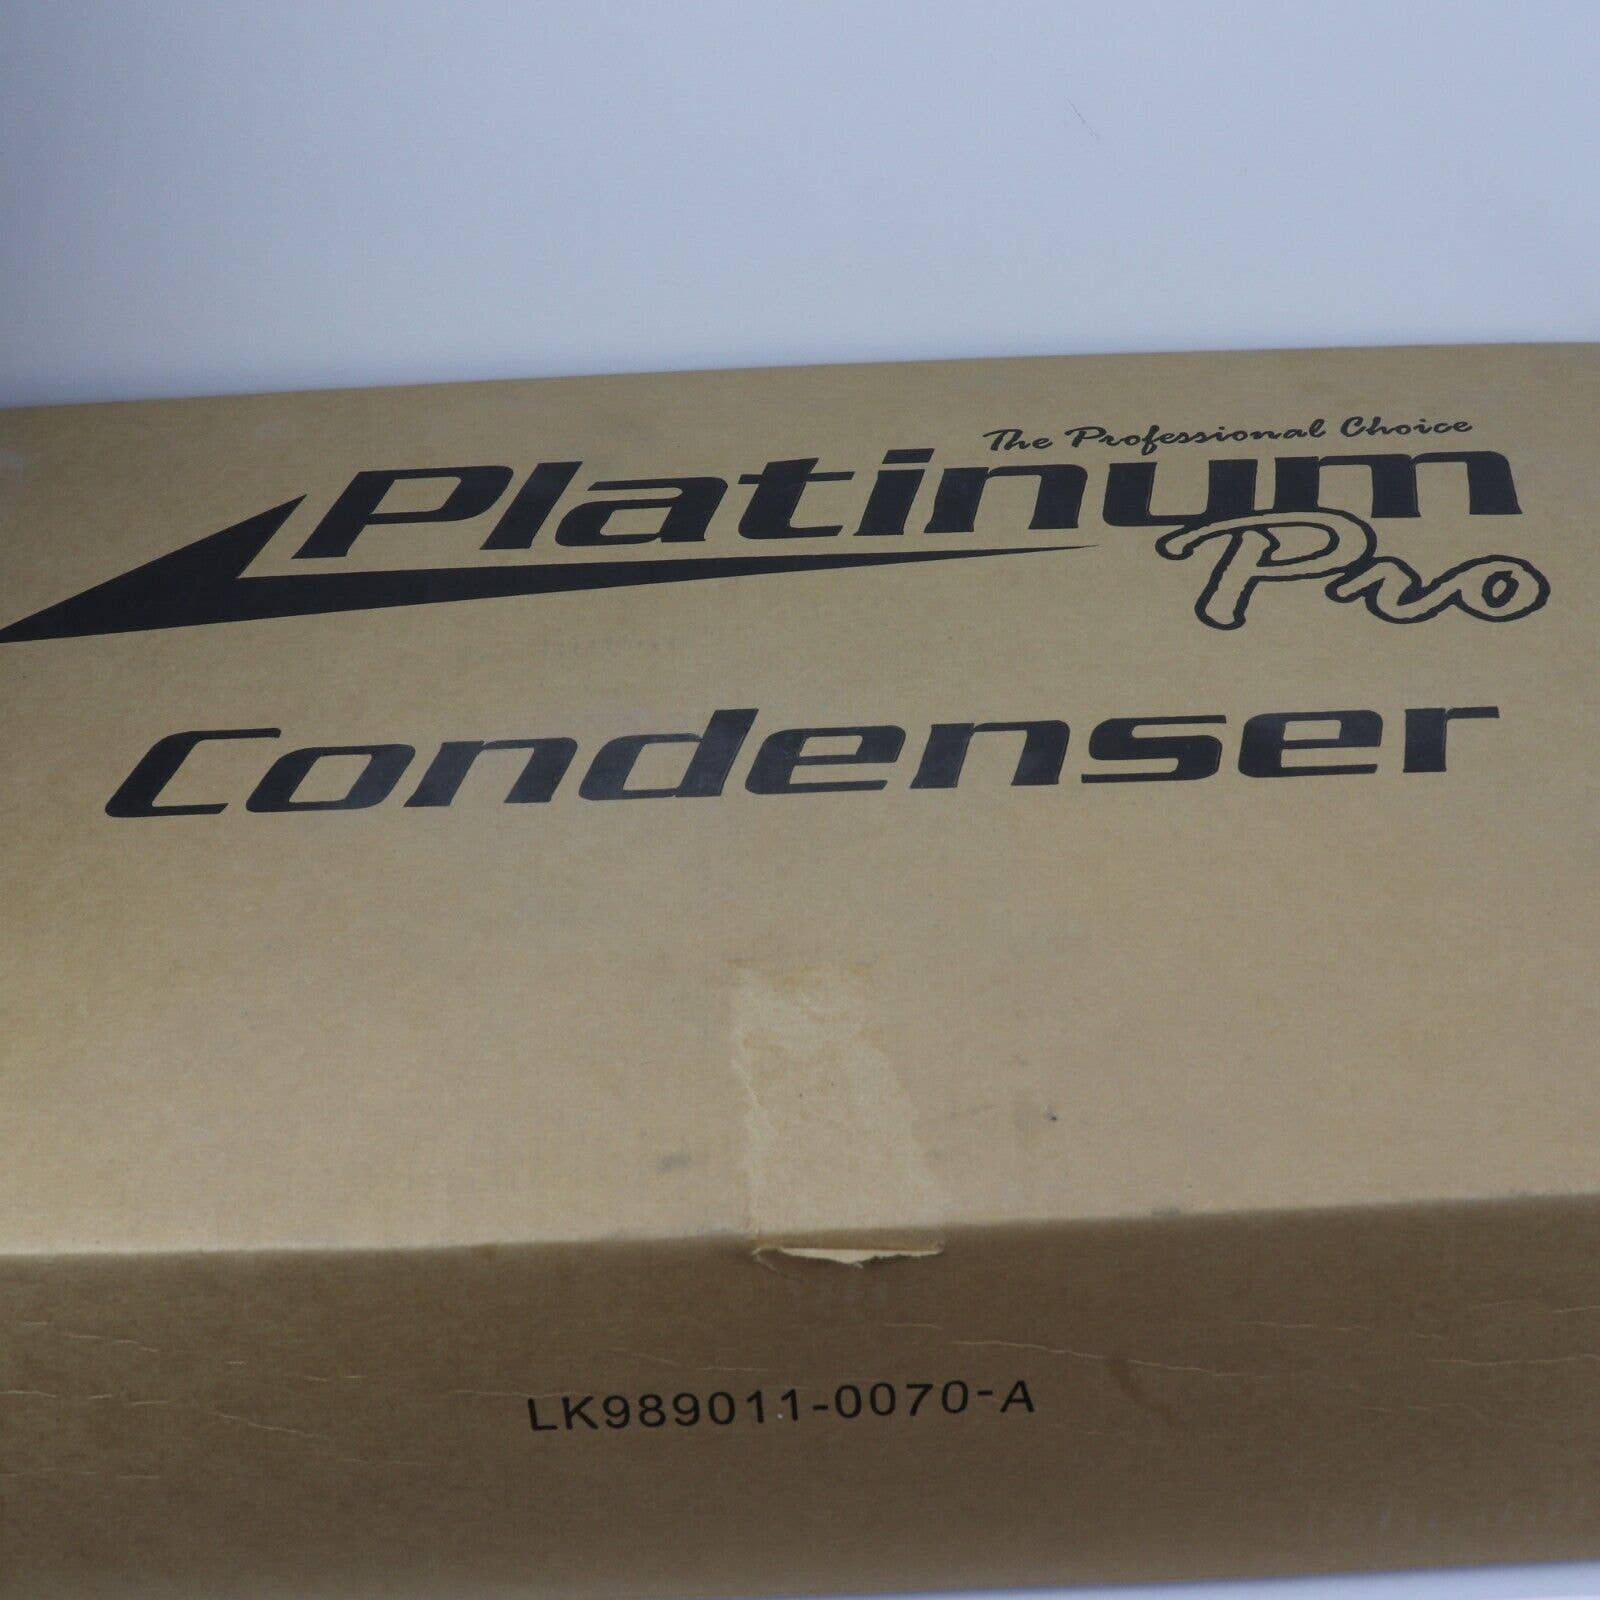 The Professional Choice
Platinum
Pro
Condenser
LK989011-0070-A